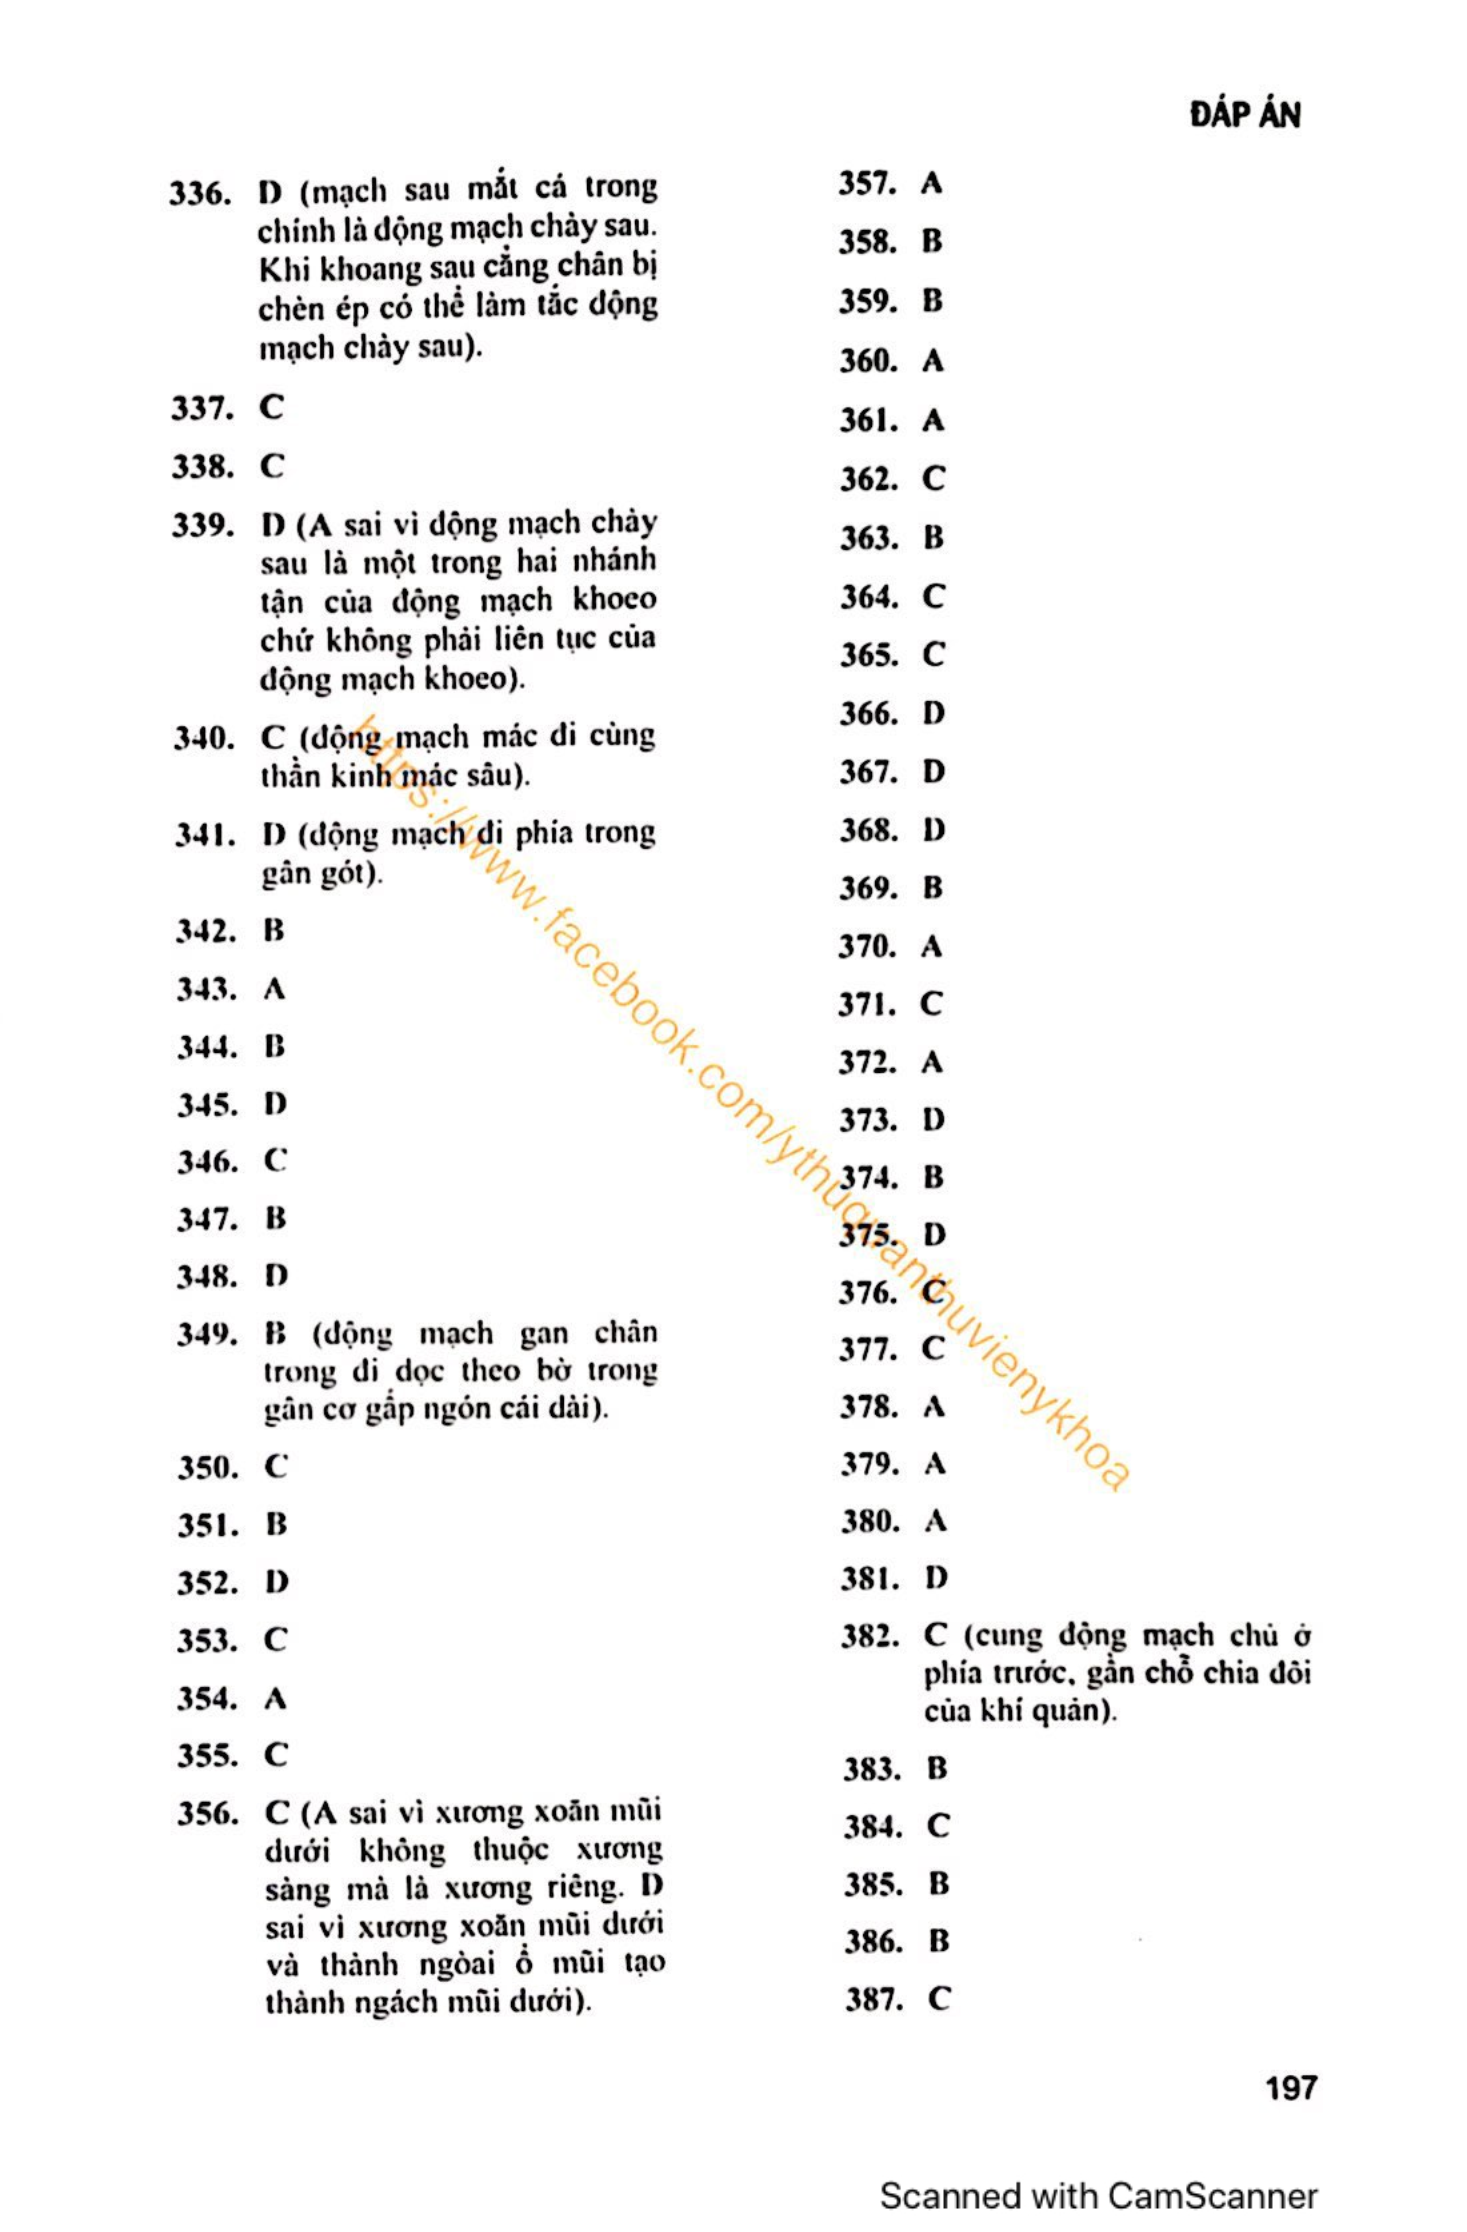 ĐÁP ÁN
336. D (mạch sau mắt cá trong
chính là động mạch chày sau.
Khi khoang sau cẳng chân bị
chèn ép có thể làm tắc động
mạch chày sau).
337. C
338. C
339. D (A sai vì động mạch chày
sau là một trong hai nhánh
tận của động mạch khoeo
chứ không phải liên tục của
động mạch khoeo).
340. C (động mạch mác đi cùng
thần kinh mác sâu).
341. D (động mạch đi phía trong
gân gót).
342. B
343. A
344. B
345. D
346. C
347. B
348. D
349. B (động mạch gan chân
trong đi dọc theo bờ trong
gân cơ gấp ngón cái dài).
350. C
351. B
352. D
353. C
354. A
355. C
356. C (A sai vì xương xoăn mũi
dưới không thuộc xương
sàng mà là xương riêng. D
sai vì xương xoăn mũi dưới
và thành ngòai ổ mũi tạo
thành ngách mũi dưới).
357. A
358. B
359. B
360. A
361. A
362. C
363. B
364. C
365. C
366. D
367. D
368. D
369. B
370. A
371. C
372. A
373. D
374. B
375. D
376. C
377. C
378. A
379. A
380. A
381. D
382. C (cung động mạch chủ ở
phía trước, gần chỗ chia đôi
của khí quản).
383. B
384. C
385. B
386. B
387. C
https://www.facebook.com/ythuquanthuvienykhoa
197
Scanned with CamScanner